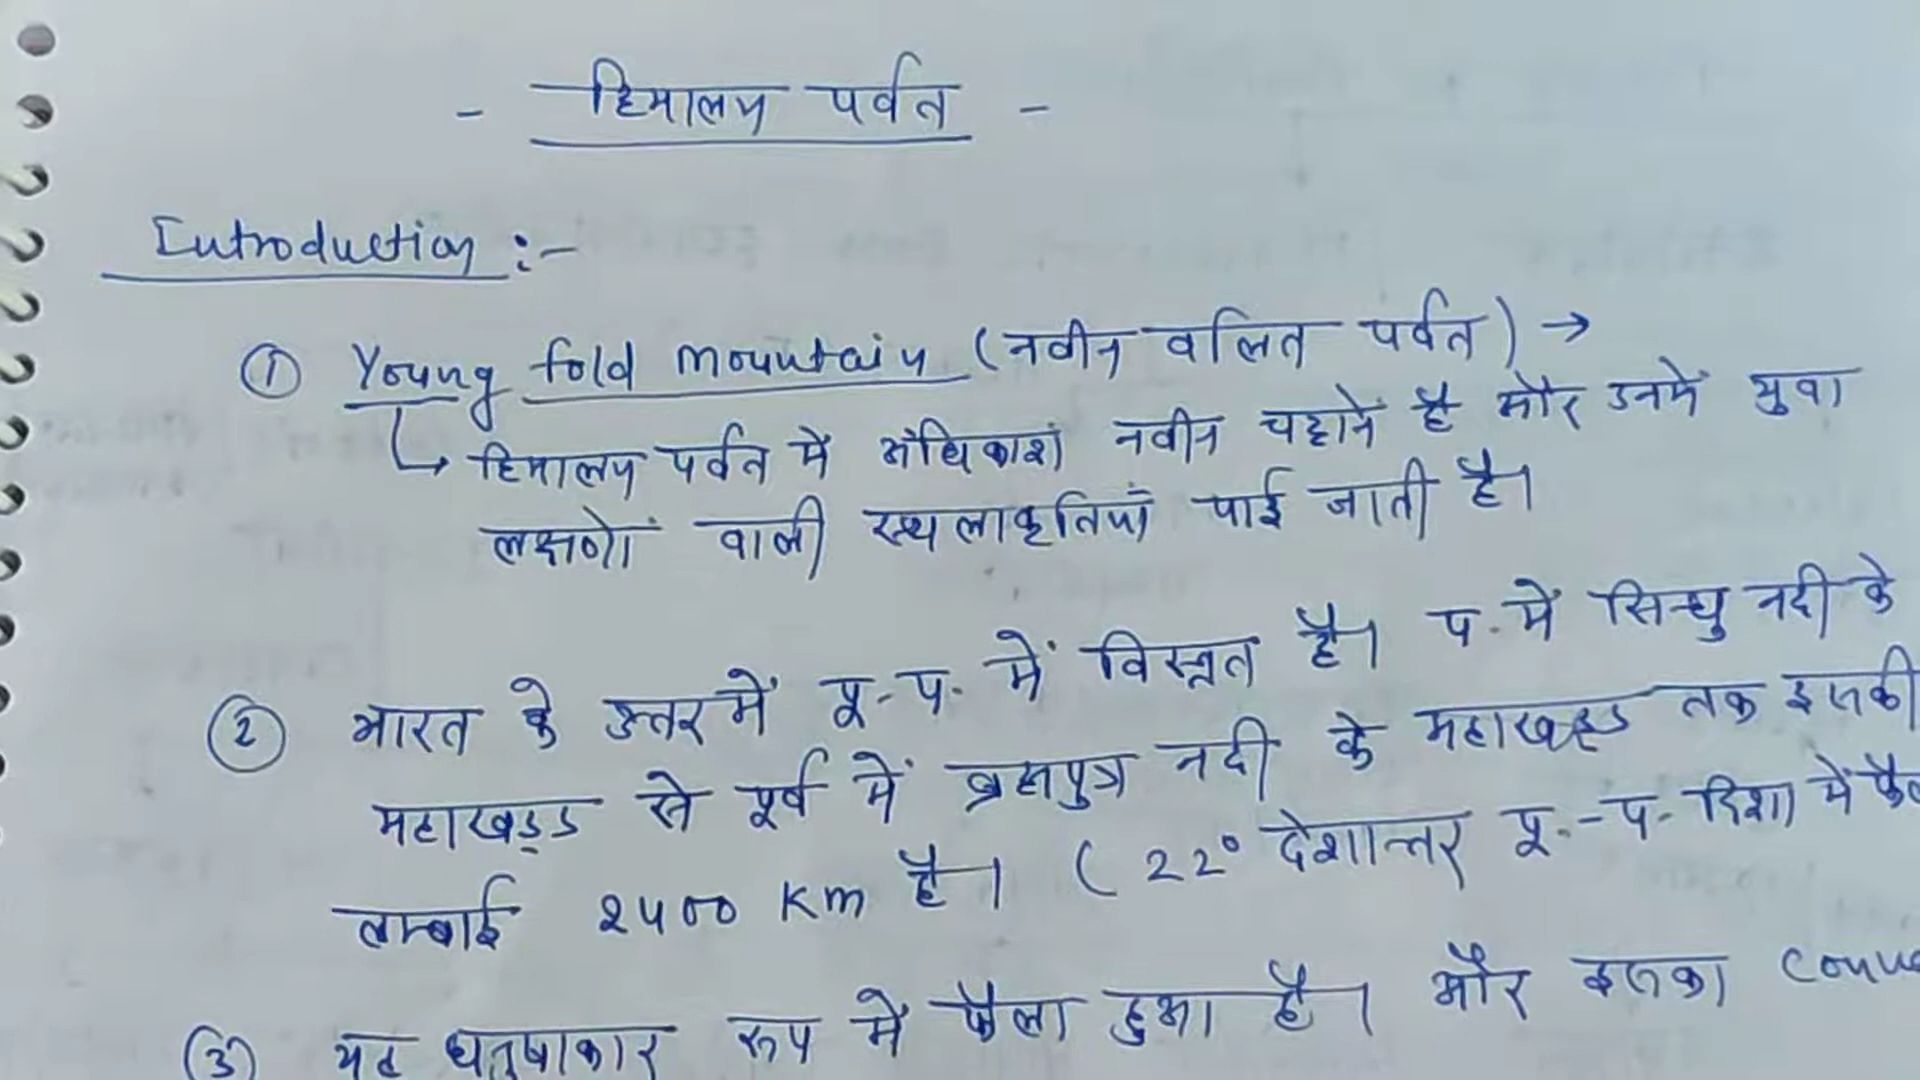 - हिमालय पर्वत -
Introduction :-
① Young fold mountain (नवीन वलित पर्वत) →
↳ हिमालय पर्वत में अधिकाशं नवीन चट्टाने है और उनमें युवा
लक्षणों वाली स्थलाकृतियाँ पाई जाती है।
② भारत के उत्तर में पू.-प. में विस्तृत है। प. में सिन्धु नदी के
महाखड्ड से पूर्व में ब्रह्मपुत्र नदी के महाखड्ड तक इसकी
लम्बाई 2400 Km है। ( 22° देशान्तर पू.-प. दिशा में
③ यह धनुषाकार रूप में फैला हुआ है। और इसका